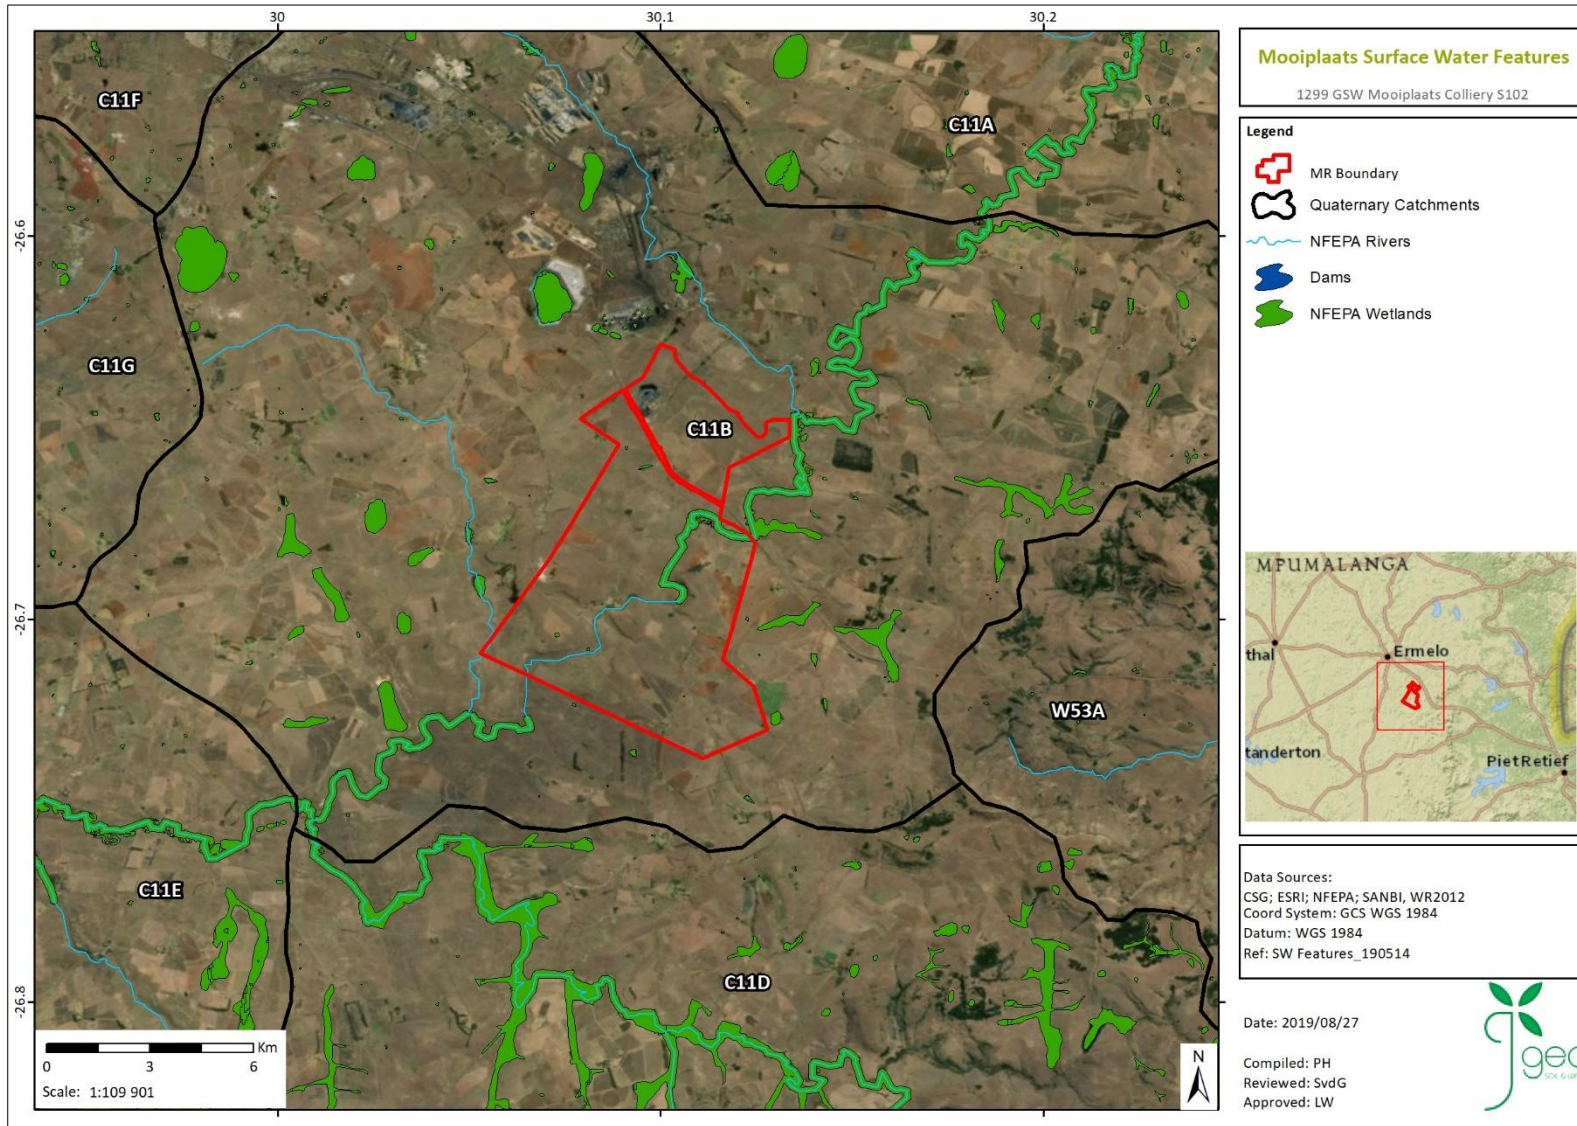 30
30.1
30.2
-26.6
-26.7
-26.8
C11F
C11A
C11G
C11B
W53A
C11E
C11D
0 3 6 Km
Scale: 1:109 901
N
Mooiplaats Surface Water Features
1299 GSW Mooiplaats Colliery S102
Legend
MR Boundary
Quaternary Catchments
NFEPA Rivers
Dams
NFEPA Wetlands
MPUMALANGA
thal
Ermelo
tanderton
Piet Retief
Data Sources:
CSG; ESRI; NFEPA; SANBI, WR2012
Coord System: GCS WGS 1984
Datum: WGS 1984
Ref: SW Features_190514
Date: 2019/08/27
Compiled: PH
Reviewed: SvdG
Approved: LW